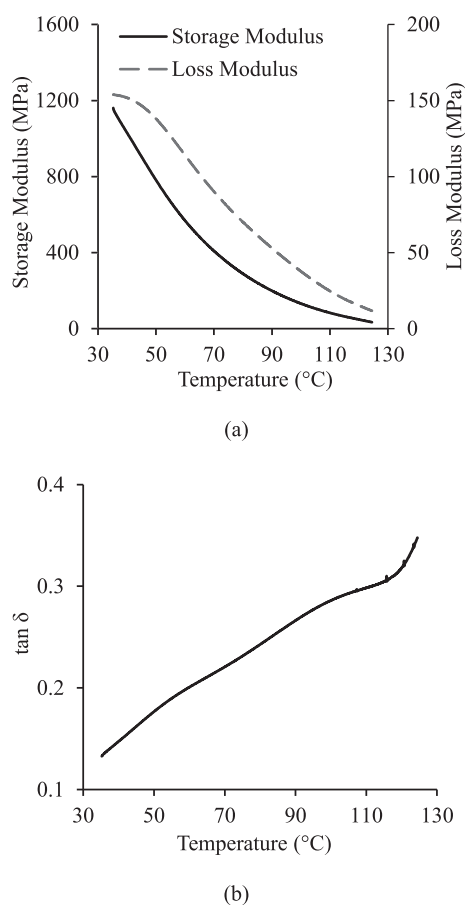 1600
1200
800
400
0
Storage Modulus (MPa)
Storage Modulus
Loss Modulus
200
150
100
50
0
Loss Modulus (MPa)
30 50 70 90 110 130
Temperature (°C)
(a)
0.4
0.3
0.2
0.1
tan δ
30 50 70 90 110 130
Temperature (°C)
(b)